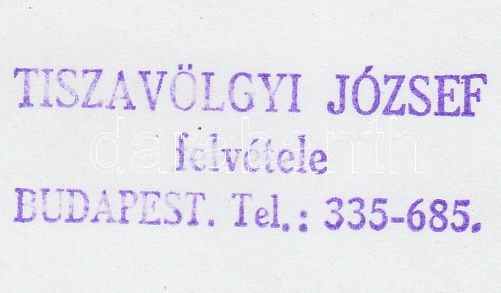 TISZAVÖLGYI JÓZSEF
felvétele
BUDAPEST. Tel.: 335-685.